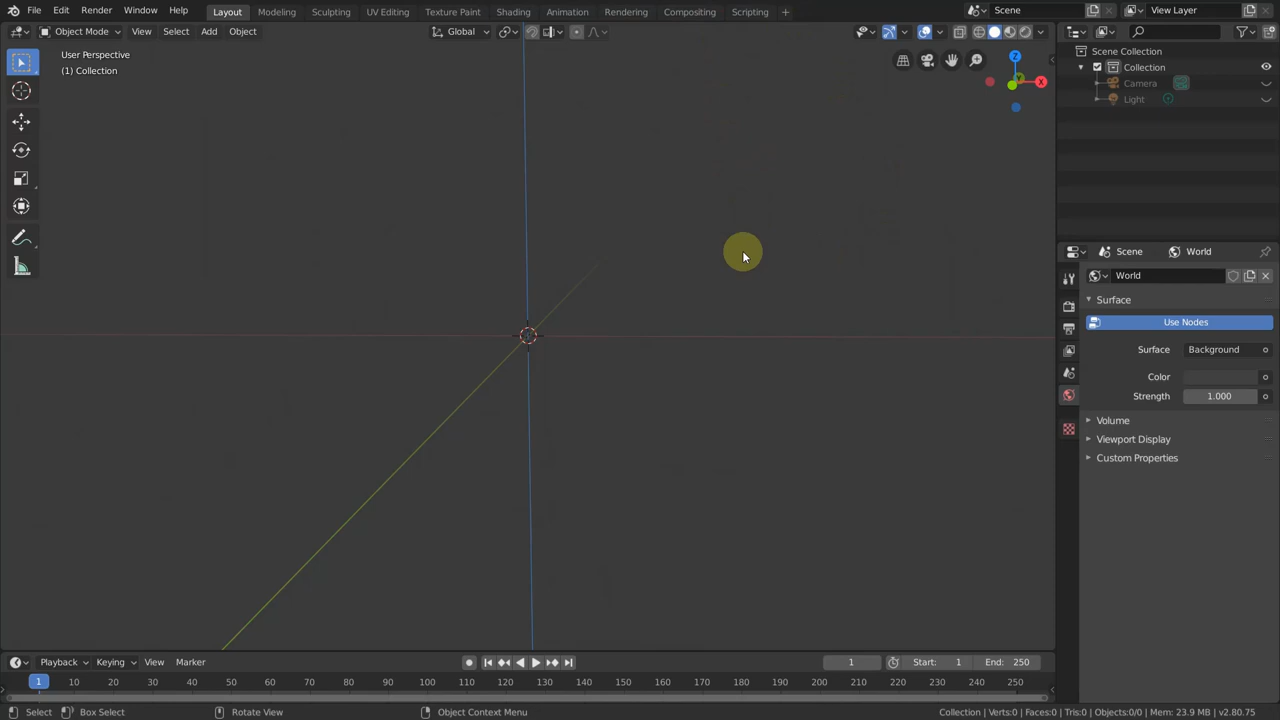 File Edit Render Window Help Layout Modeling Sculpting UV Editing Texture Paint Shading Animation Rendering Compositing Scripting + Scene View Layer
Object Mode View Select Add Object Global
User Perspective
(1) Collection
Z
Y
X
Scene Collection
Collection
Camera
Light
Scene World
World
Surface
Use Nodes
Surface Background
Color
Strength 1.000
Volume
Viewport Display
Custom Properties
Playback Keying View Marker 1 Start: 1 End: 250
1 10 20 30 40 50 60 70 80 90 100 110 120 130 140 150 160 170 180 190 200 210 220 230 240 250
Select Box Select Rotate View Object Context Menu Collection | Verts:0 | Faces:0 | Tris:0 | Objects:0/0 | Mem: 23.9 MB | v2.80.75